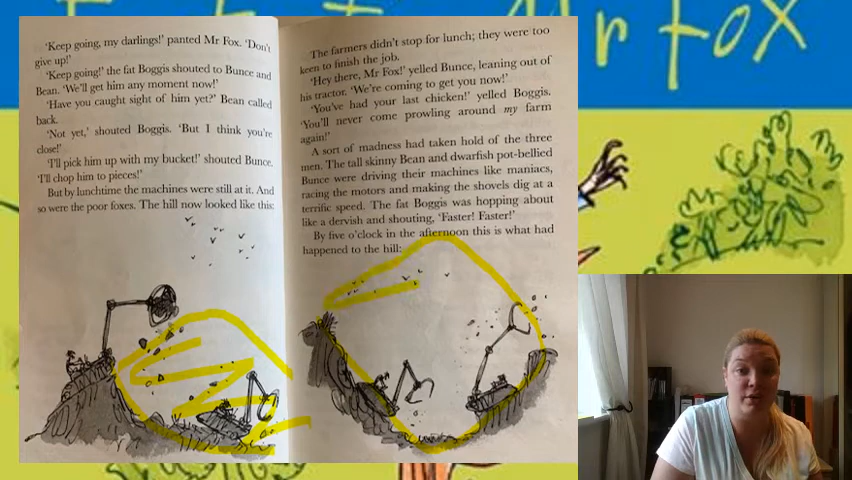 Mr Fox
'Keep going, my darlings!' panted Mr Fox. 'Don't
give up!'
'Keep going!' the fat Boggis shouted to Bunce and
Bean. 'We'll get him any moment now!'
'Have you caught sight of him yet?' Bean called
back.
'Not yet,' shouted Boggis. 'But I think you're
close!'
'I'll pick him up with my bucket!' shouted Bunce.
'I'll chop him to pieces!'
But by lunchtime the machines were still at it. And
so were the poor foxes. The hill now looked like this:
The farmers didn't stop for lunch; they were too
keen to finish the job.
'Hey there, Mr Fox!' yelled Bunce, leaning out of
his tractor. 'We're coming to get you now!'
'You've had your last chicken!' yelled Boggis.
'You'll never come prowling around my farm
again!'
A sort of madness had taken hold of the three
men. The tall skinny Bean and dwarfish pot-bellied
Bunce were driving their machines like maniacs,
racing the motors and making the shovels dig at a
terrific speed. The fat Boggis was hopping about
like a dervish and shouting, 'Faster! Faster!'
By five o'clock in the afternoon this is what had
happened to the hill: